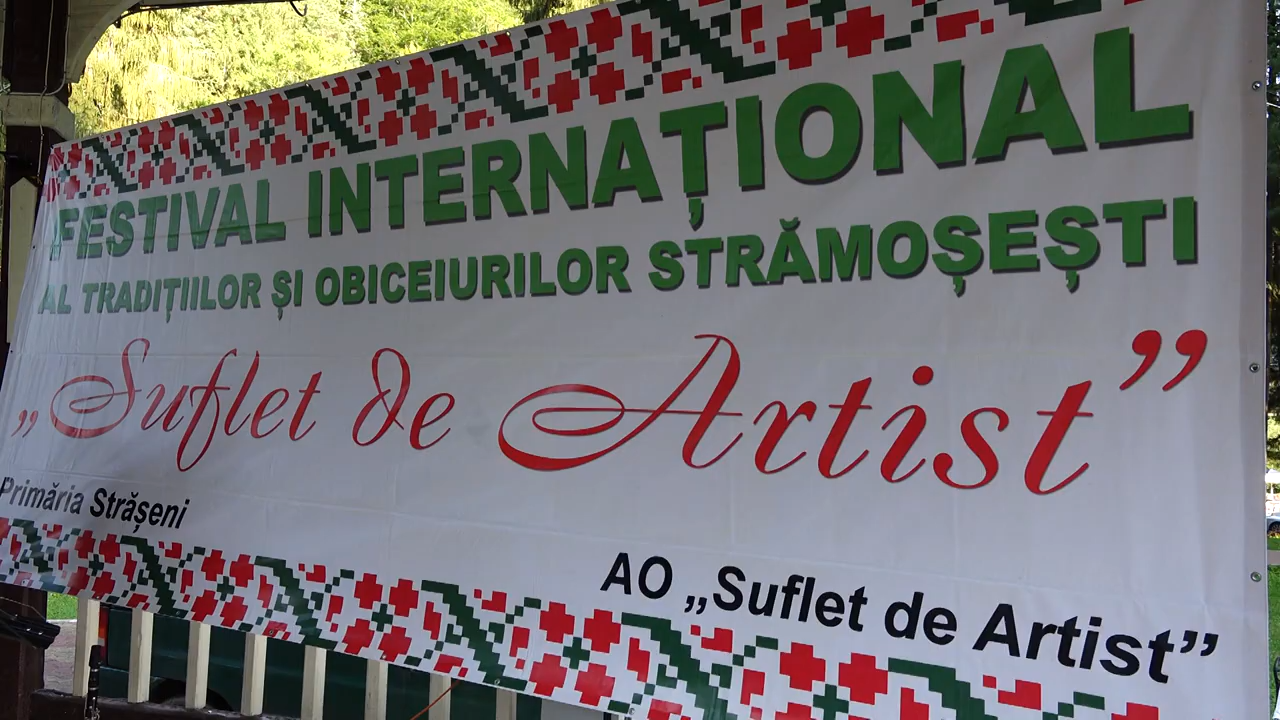 FESTIVAL INTERNAȚIONAL
AL TRADIȚIILOR ȘI OBICEIURILOR STRĂMOȘEȘTI
„Suflet de Artist”
Primăria Strășeni
AO „Suflet de Artist”